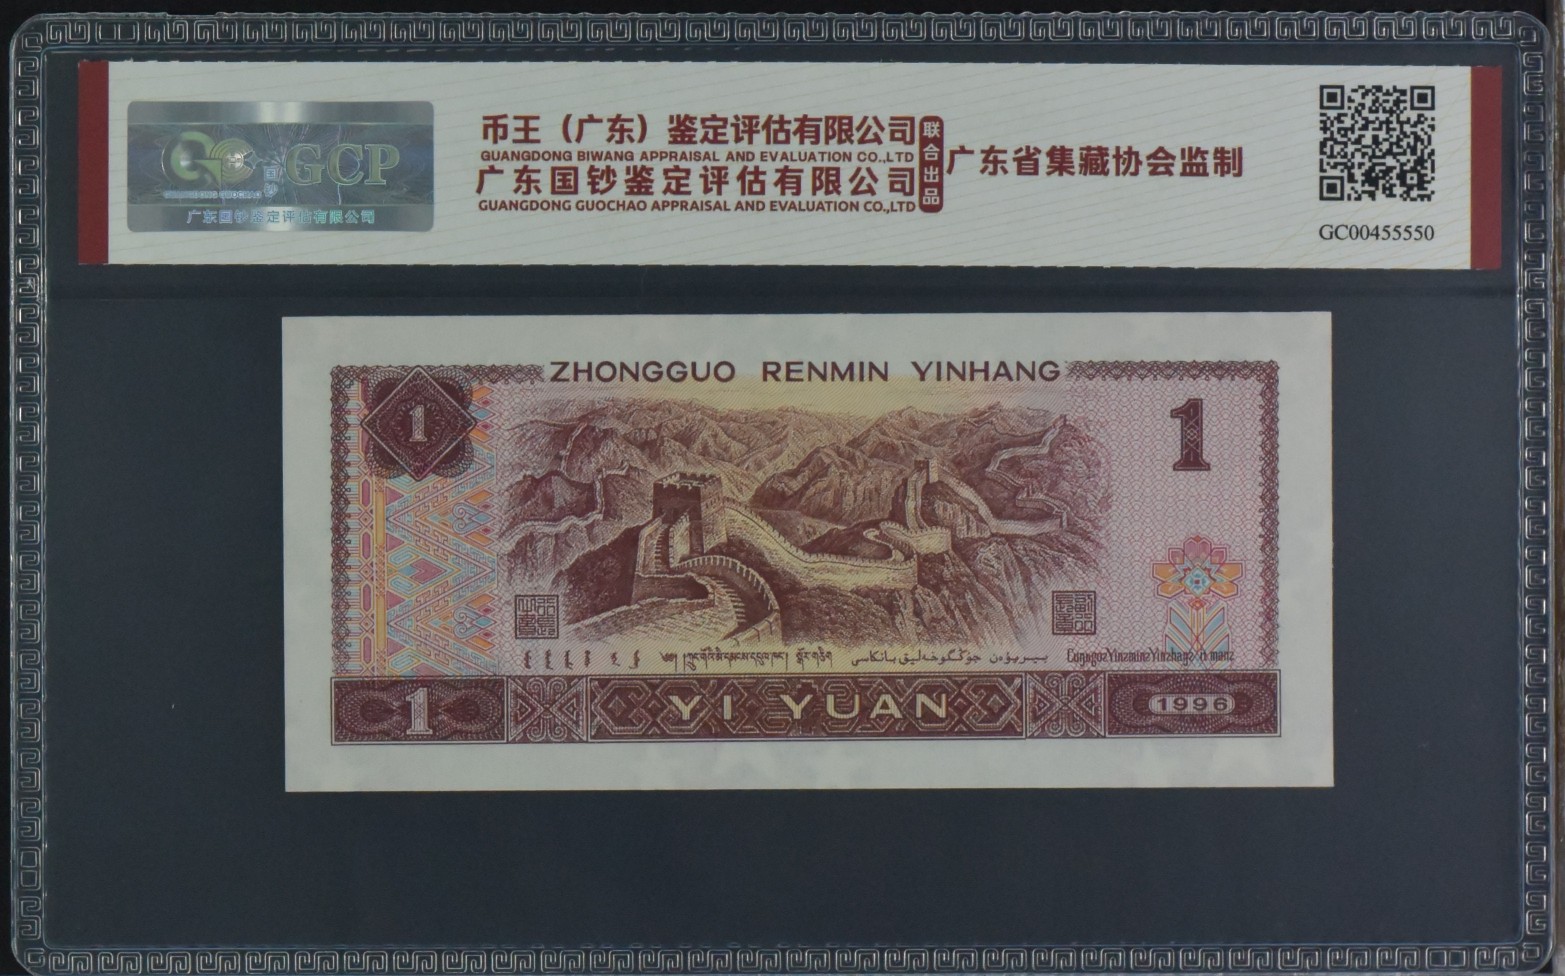 GCP
国钞
广东国钞鉴定评估有限公司
币王（广东）鉴定评估有限公司
GUANGDONG BIWANG APPRAISAL AND EVALUATION CO.,LTD
广东国钞鉴定评估有限公司
GUANGDONG GUOCHAO APPRAISAL AND EVALUATION CO.,LTD
联合出品
广东省集藏协会监制
GC00455550
ZHONGGUO RENMIN YINHANG
1
1
1
YI YUAN
1996